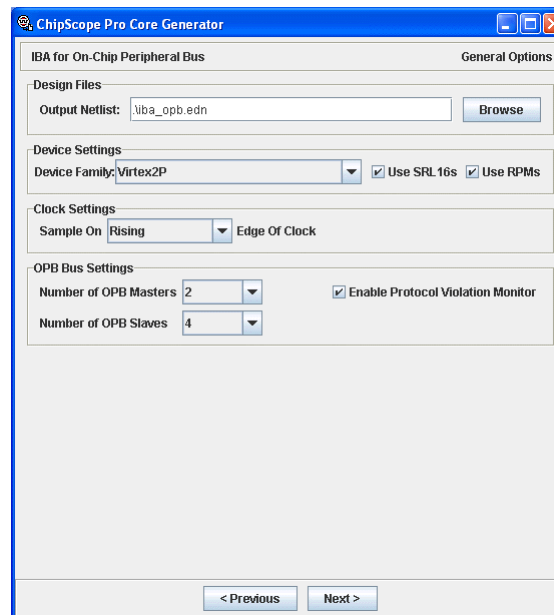 ChipScope Pro Core Generator
IBA for On-Chip Peripheral Bus General Options
Design Files
Output Netlist: .\iba_opb.edn Browse
Device Settings
Device Family: Virtex2P Use SRL16s Use RPMs
Clock Settings
Sample On Rising Edge Of Clock
OPB Bus Settings
Number of OPB Masters 2 Enable Protocol Violation Monitor
Number of OPB Slaves 4
< Previous Next >